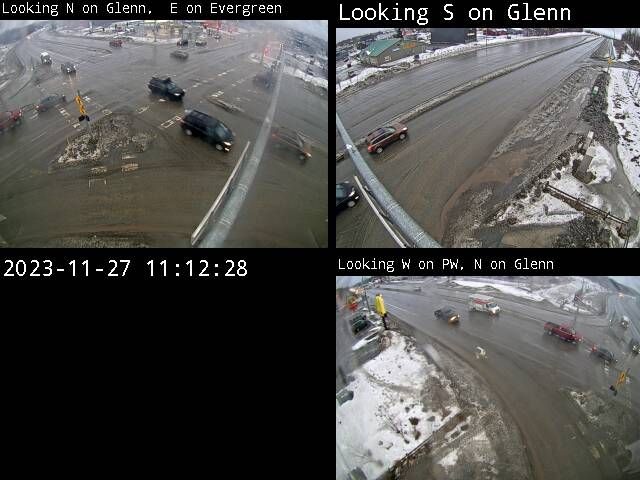 Looking N on Glenn,  E on Evergreen
Looking S on Glenn
2023-11-27 11:12:28
Looking W on PW, N on Glenn